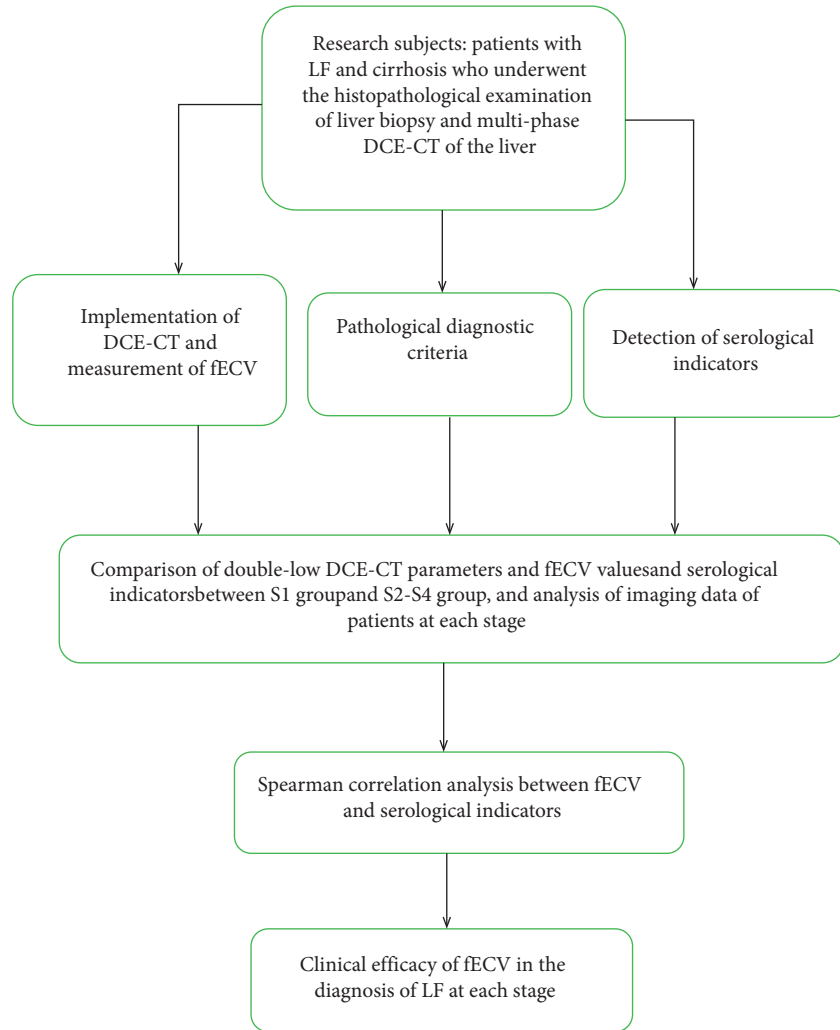 Research subjects: patients with
LF and cirrhosis who underwent
the histopathological examination
of liver biopsy and multi-phase
DCE-CT of the liver
Implementation of
DCE-CT and
measurement of fECV
Pathological diagnostic
criteria
Detection of serological
indicators
Comparison of double-low DCE-CT parameters and fECV valuesand serological
indicatorsbetween S1 groupand S2-S4 group, and analysis of imaging data of
patients at each stage
Spearman correlation analysis between fECV
and serological indicators
Clinical efficacy of fECV in the
diagnosis of LF at each stage